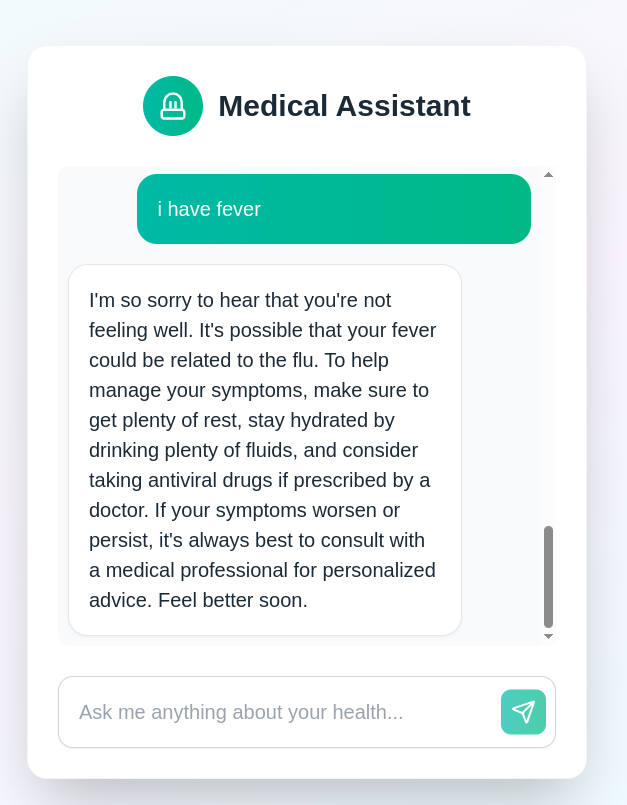 Medical Assistant
i have fever
I'm so sorry to hear that you're not
feeling well. It's possible that your fever
could be related to the flu. To help
manage your symptoms, make sure to
get plenty of rest, stay hydrated by
drinking plenty of fluids, and consider
taking antiviral drugs if prescribed by a
doctor. If your symptoms worsen or
persist, it's always best to consult with
a medical professional for personalized
advice. Feel better soon.
Ask me anything about your health...